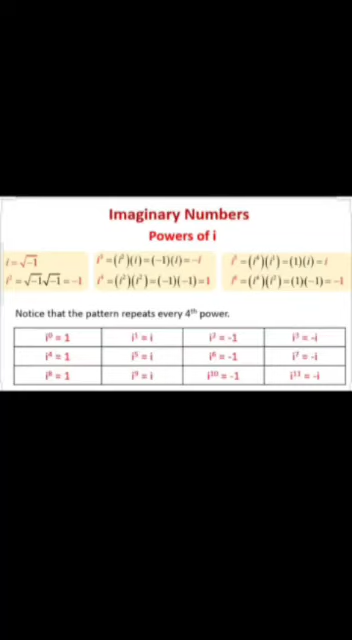 Imaginary Numbers
Powers of i
i = √−1
i² = √−1√−1 = −1
i³ = (i²)(i) = (−1)(i) = −i
i⁴ = (i²)(i²) = (−1)(−1) = 1
i⁵ = (i⁴)(i¹) = (1)(i) = i
i⁶ = (i⁴)(i²) = (1)(−1) = −1
Notice that the pattern repeats every 4th power.
i⁰ = 1 i¹ = i i² = -1 i³ = -i
i⁴ = 1 i⁵ = i i⁶ = -1 i⁷ = -i
i⁸ = 1 i⁹ = i i¹⁰ = -1 i¹¹ = -i